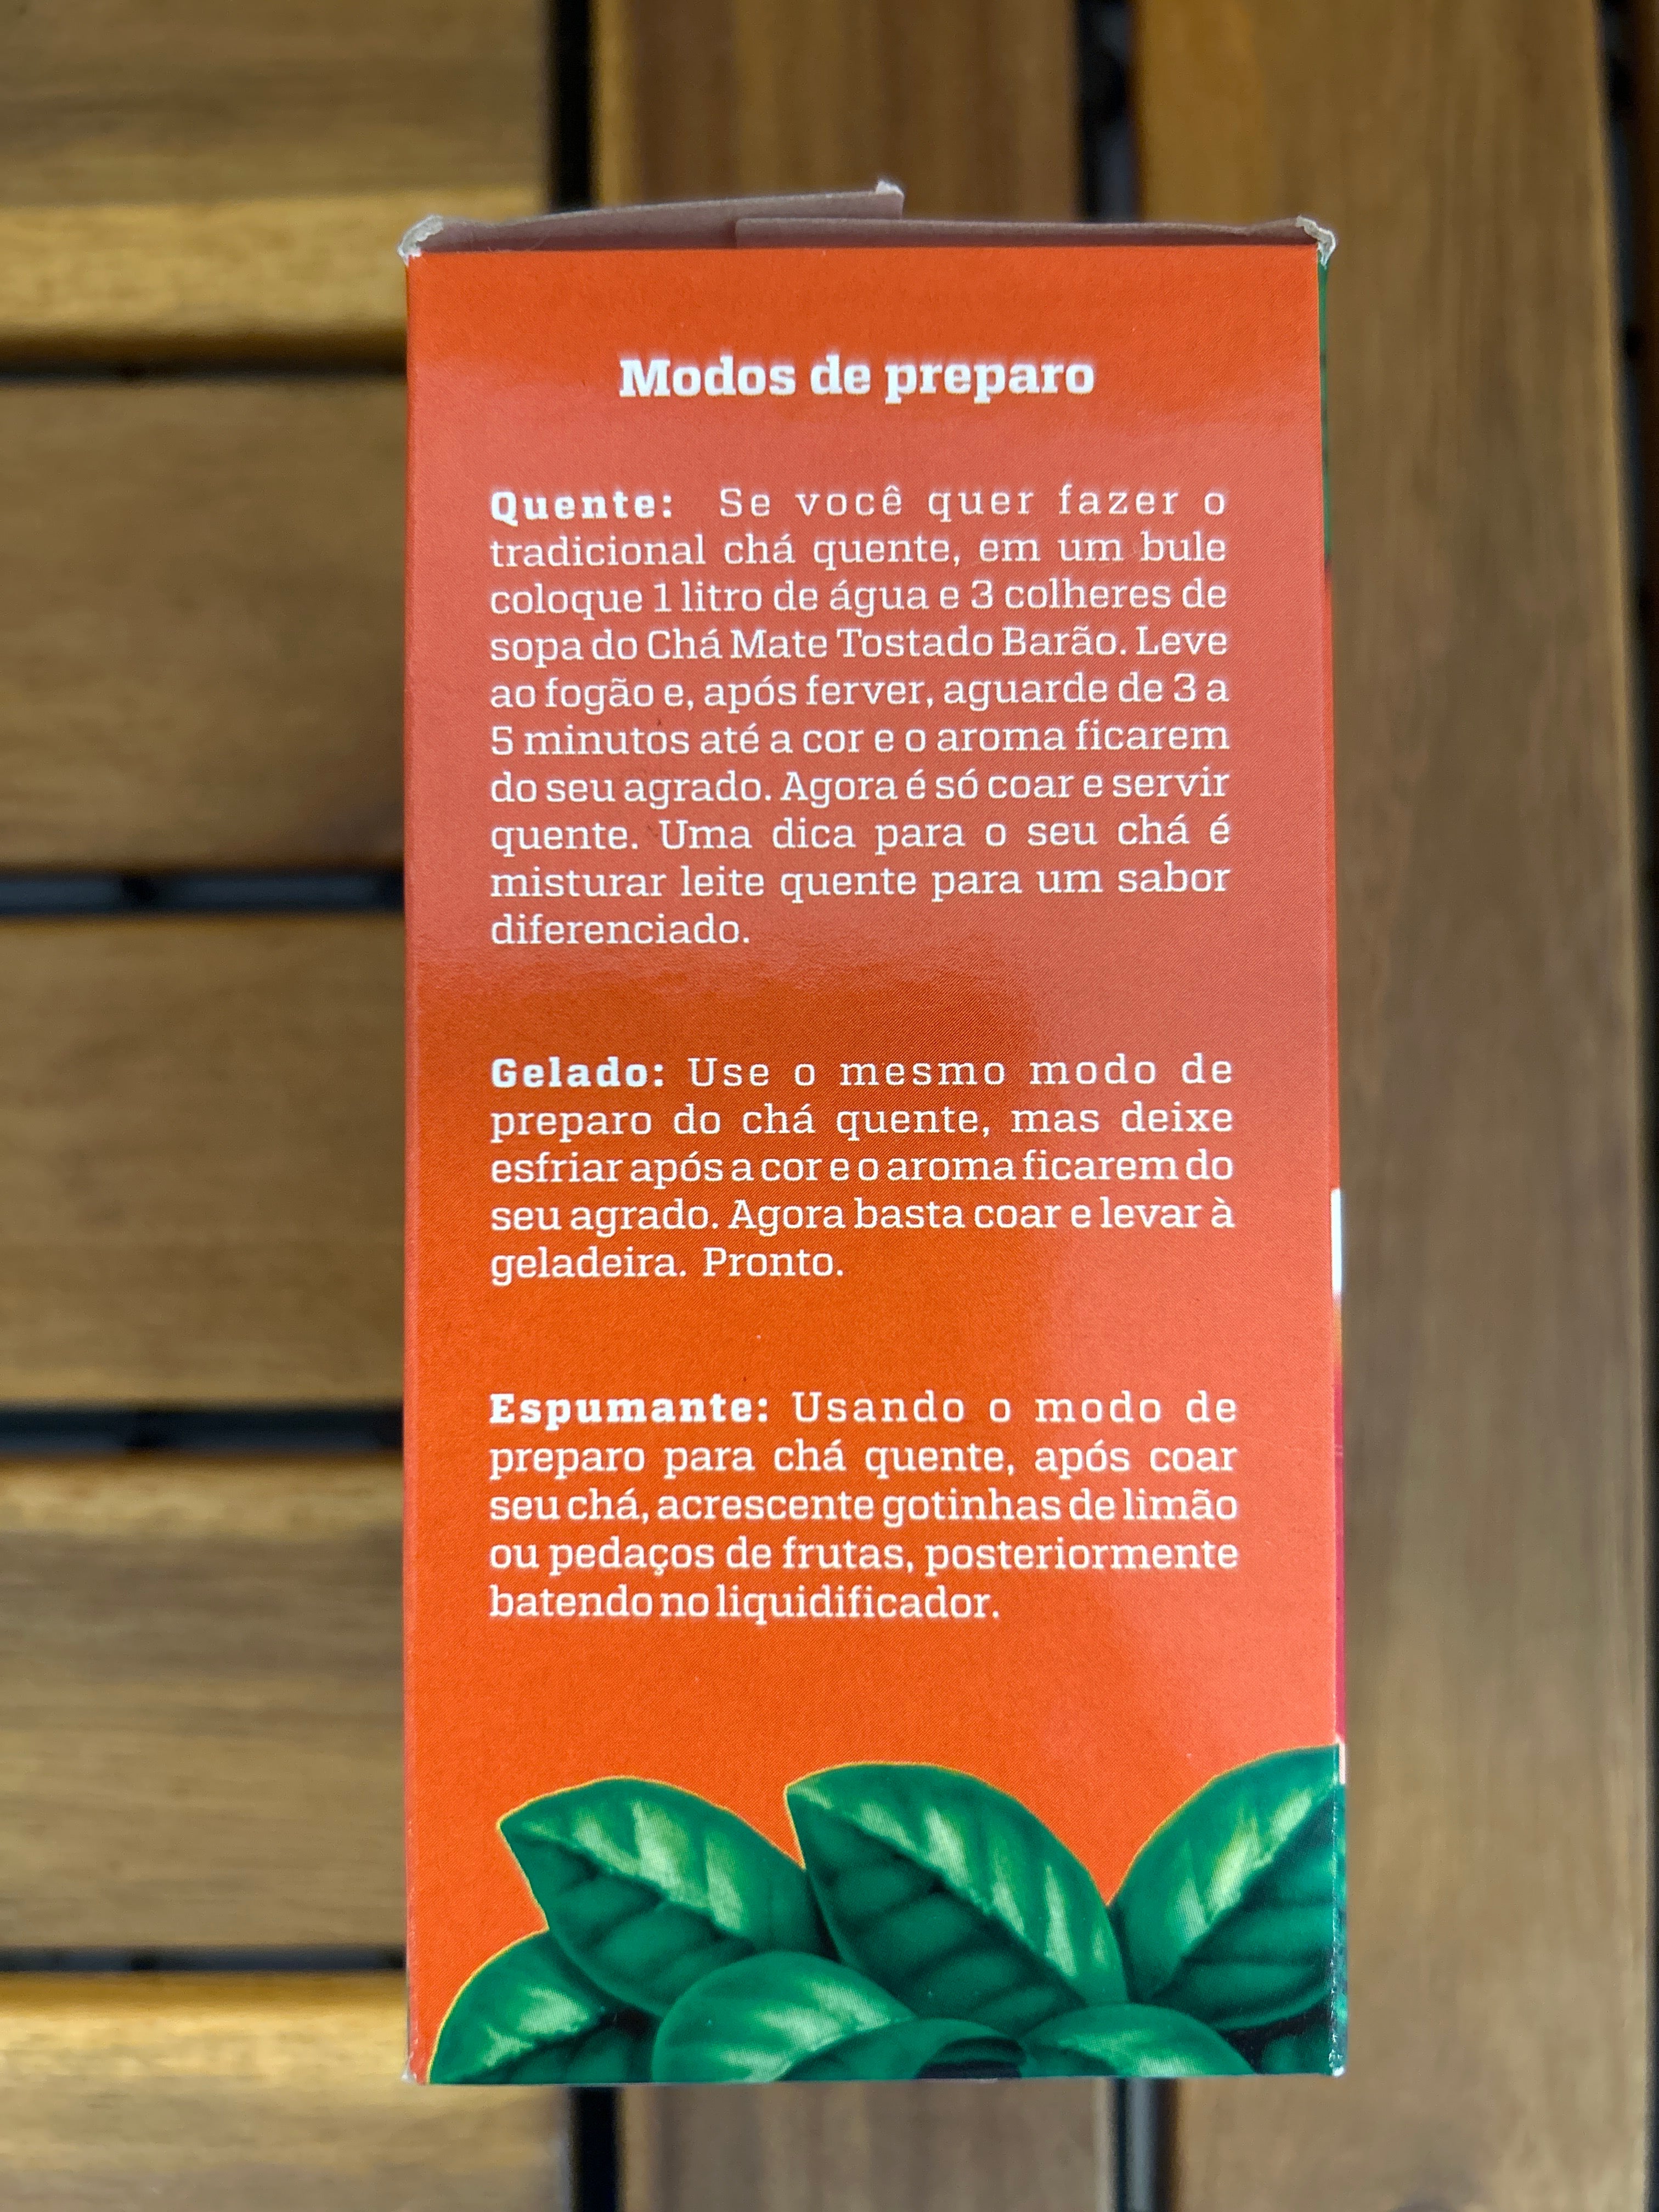 Modos de preparo
Quente: Se você quer fazer o
tradicional chá quente, em um bule
coloque 1 litro de água e 3 colheres de
sopa do Chá Mate Tostado Barão. Leve
ao fogão e, após ferver, aguarde de 3 a
5 minutos até a cor e o aroma ficarem
do seu agrado. Agora é só coar e servir
quente. Uma dica para o seu chá é
misturar leite quente para um sabor
diferenciado.
Gelado: Use o mesmo modo de
preparo do chá quente, mas deixe
esfriar após a cor e o aroma ficarem do
seu agrado. Agora basta coar e levar à
geladeira. Pronto.
Espumante: Usando o modo de
preparo para chá quente, após coar
seu chá, acrescente gotinhas de limão
ou pedaços de frutas, posteriormente
batendo no liquidificador.